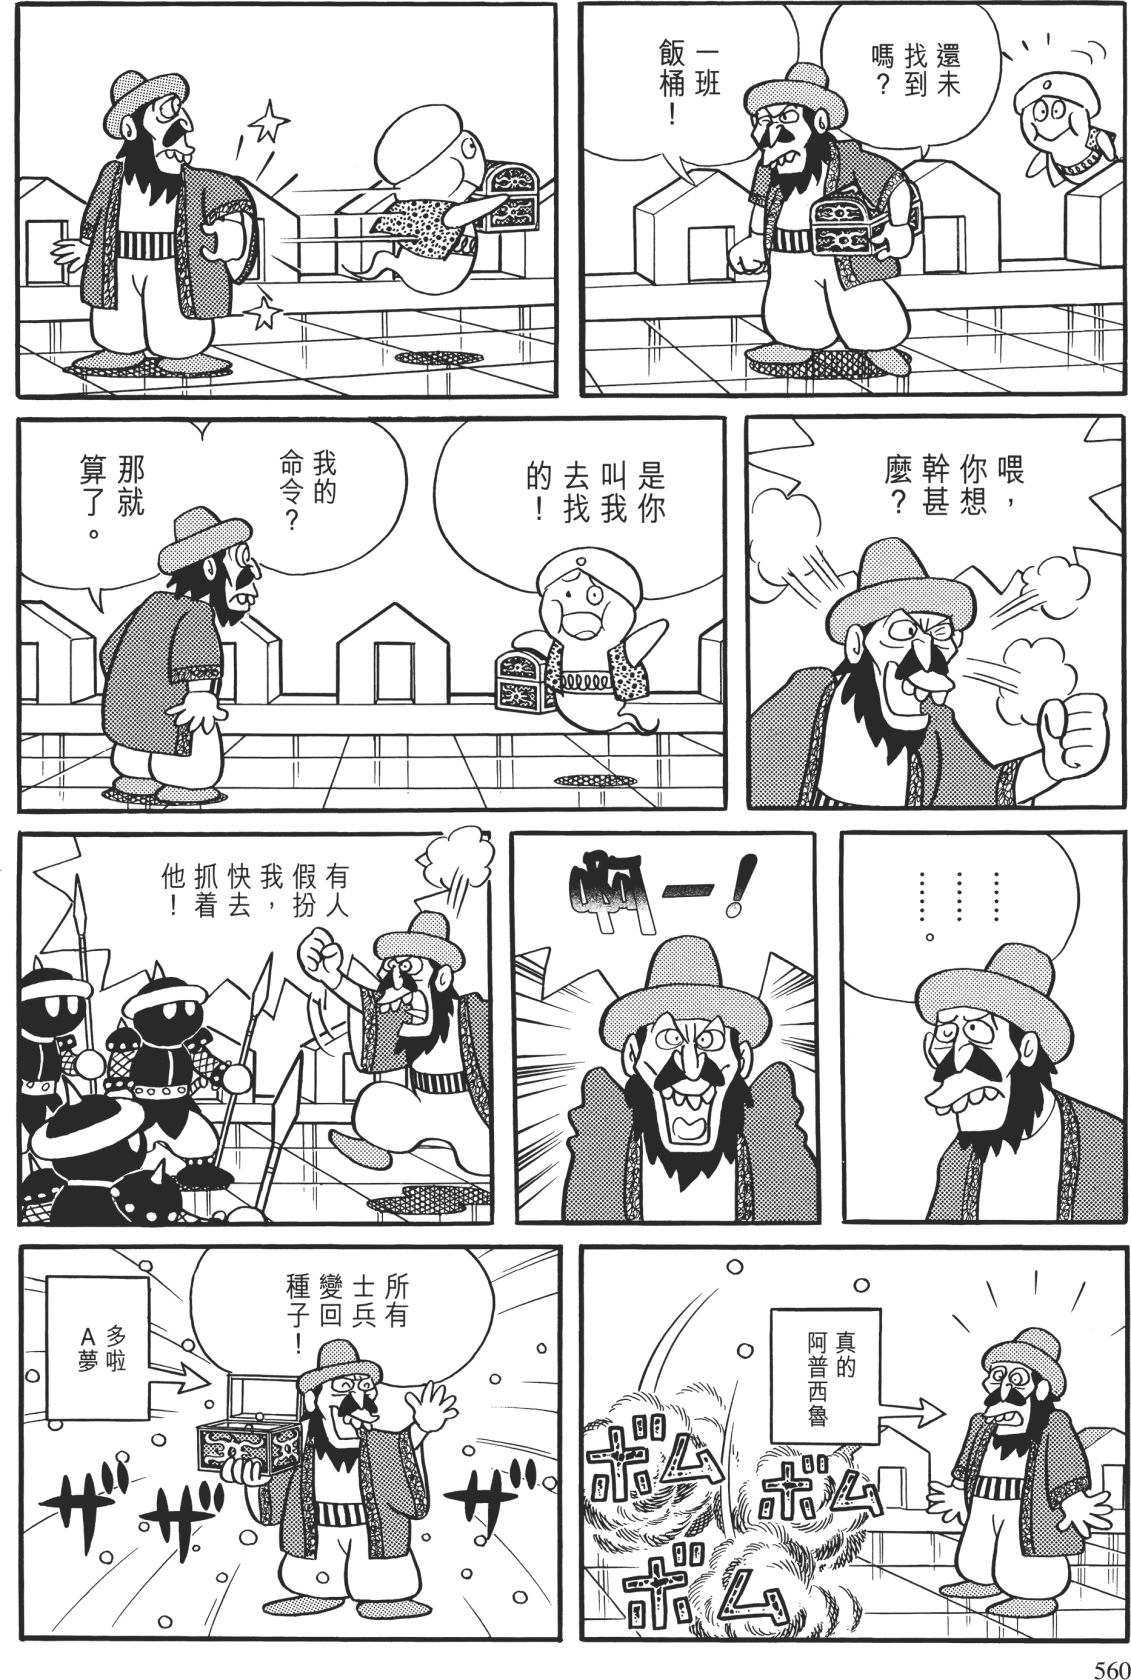 還未
找到
嗎？
一班
飯桶！
喂，
你想
幹甚
麼？
是你
叫我
去找
的！
我的
命令？
那就
算了。
………
………
………。
啊—！
有人
假扮
我，
快去
抓着
他！
真的
阿普西魯
ボム
ボム
ボム
所有
士兵
變回
種子！
多啦
A夢
ザ
ザ
ザ
560